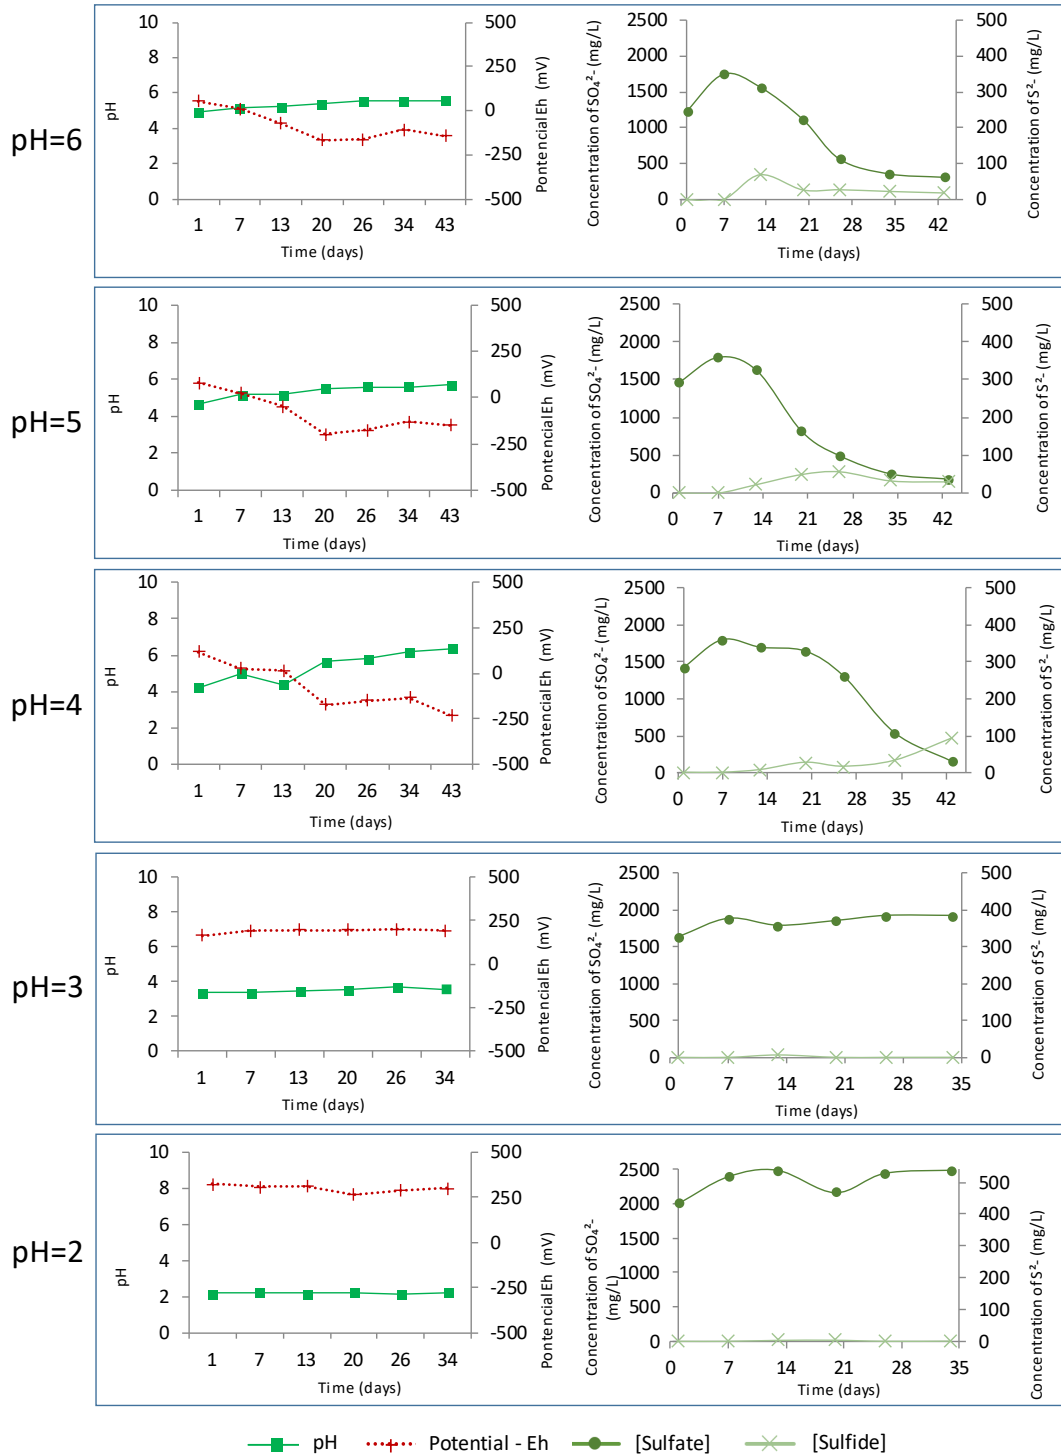 pH=6
10
8
6
4
2
0
pH
500
250
0
-250
-500
Pontencial Eh (mV)
1 7 13 20 26 34 43
Time (days)
2500
2000
1500
1000
500
0
Concentration of SO₄²- (mg/L)
500
400
300
200
100
0
Concentration of S²- (mg/L)
0 7 14 21 28 35 42
Time (days)
pH=5
10
8
6
4
2
0
pH
500
250
0
-250
-500
Pontencial Eh (mV)
1 7 13 20 26 34 43
Time (days)
2500
2000
1500
1000
500
0
Concentration of SO₄²- (mg/L)
500
400
300
200
100
0
Concentration of S²- (mg/L)
0 7 14 21 28 35 42
Time (days)
pH=4
10
8
6
4
2
0
pH
500
250
0
-250
-500
Pontencial Eh (mV)
1 7 13 20 26 34 43
Time (days)
2500
2000
1500
1000
500
0
Concentration of SO₄²- (mg/L)
500
400
300
200
100
0
Concentration of S²- (mg/L)
0 7 14 21 28 35 42
Time (days)
pH=3
10
8
6
4
2
0
pH
500
250
0
-250
-500
Pontencial Eh (mV)
1 7 13 20 26 34
Time (days)
2500
2000
1500
1000
500
0
Concentration of SO₄²- (mg/L)
500
400
300
200
100
0
Concentration of S²- (mg/L)
0 7 14 21 28 35
Time (days)
pH=2
10
8
6
4
2
0
pH
500
250
0
-250
-500
Pontencial Eh (mV)
1 7 13 20 26 34
Time (days)
2500
2000
1500
1000
500
0
Concentration of SO₄²-
(mg/L)
500
400
300
200
100
0
Concentration of S²- (mg/L)
0 7 14 21 28 35
Time (days)
pH Potential - Eh [Sulfate] [Sulfide]